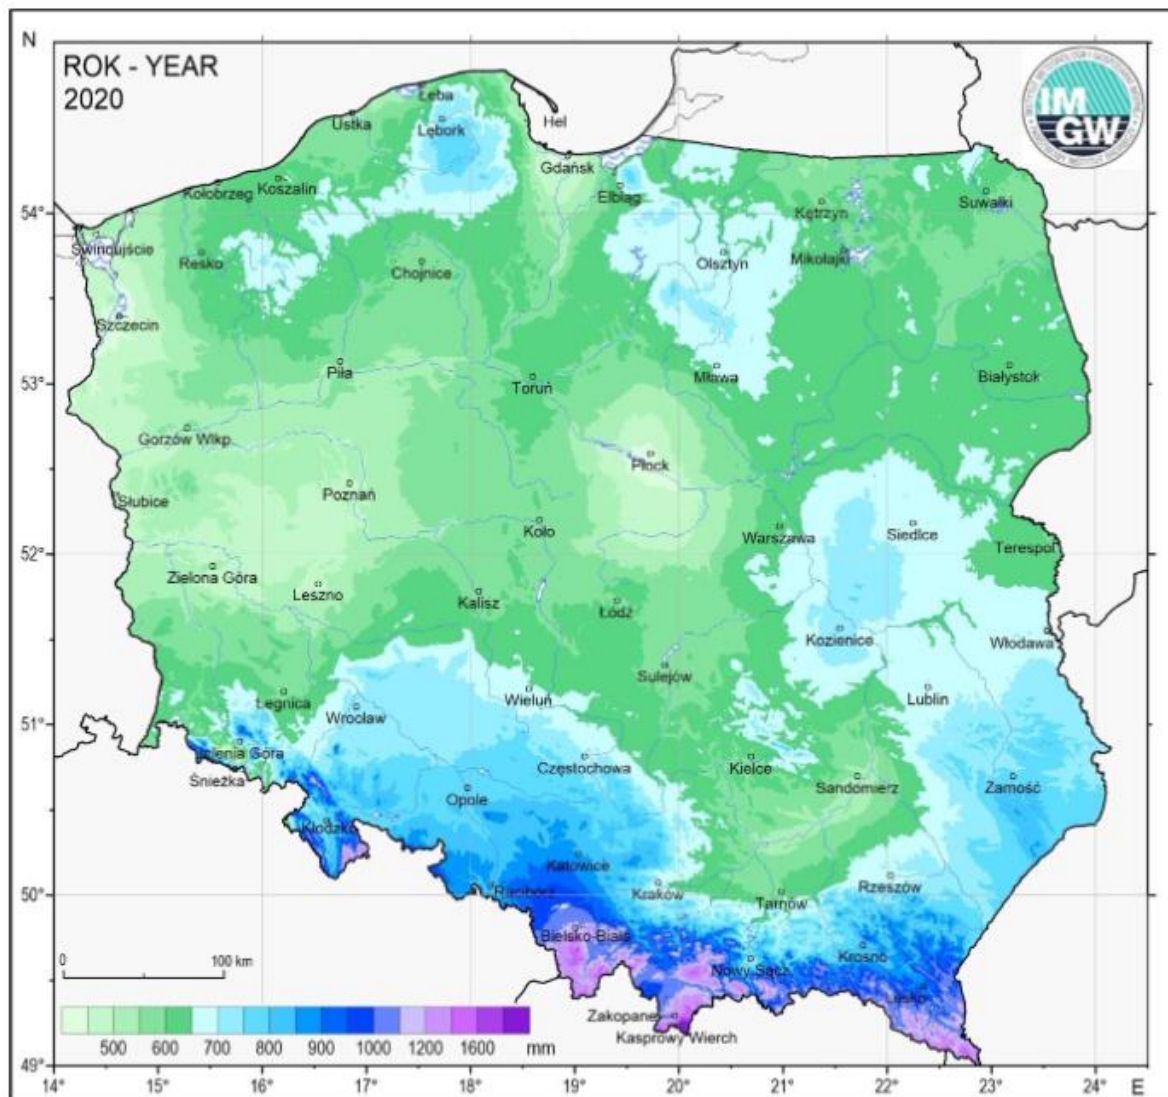 N
ROK - YEAR
2020
IM
GW
Łeba
Ustka
Lębork
Hel
Gdańsk
Koszalin
Kołobrzeg
Elbląg
Kętrzyn
Suwałki
54°
Świnoujście
Resko
Chojnice
Olsztyn
Mikołajki
Szczecin
53°
Piła
Toruń
Mława
Białystok
Gorzów Wlkp.
Płock
Słubice
Poznań
Koło
Warszawa
Siedlce
52°
Terespol
Zielona Góra
Leszno
Kalisz
Łódź
Kozienice
Włodawa
Sulejów
Wieluń
Lublin
Legnica
51°
Wrocław
Jelenia Góra
Częstochowa
Kielce
Śnieżka
Opole
Sandomierz
Zamość
Kłodzko
Katowice
50°
Racibórz
Kraków
Rzeszów
Tarnów
Bielsko-Biała
Krosno
0
100 km
Nowy Sącz
Lesko
Zakopane
Kasprowy Wierch
500 600 700 800 900 1000 1200 1600 mm
49°
14° 15° 16° 17° 18° 19° 20° 21° 22° 23° 24° E